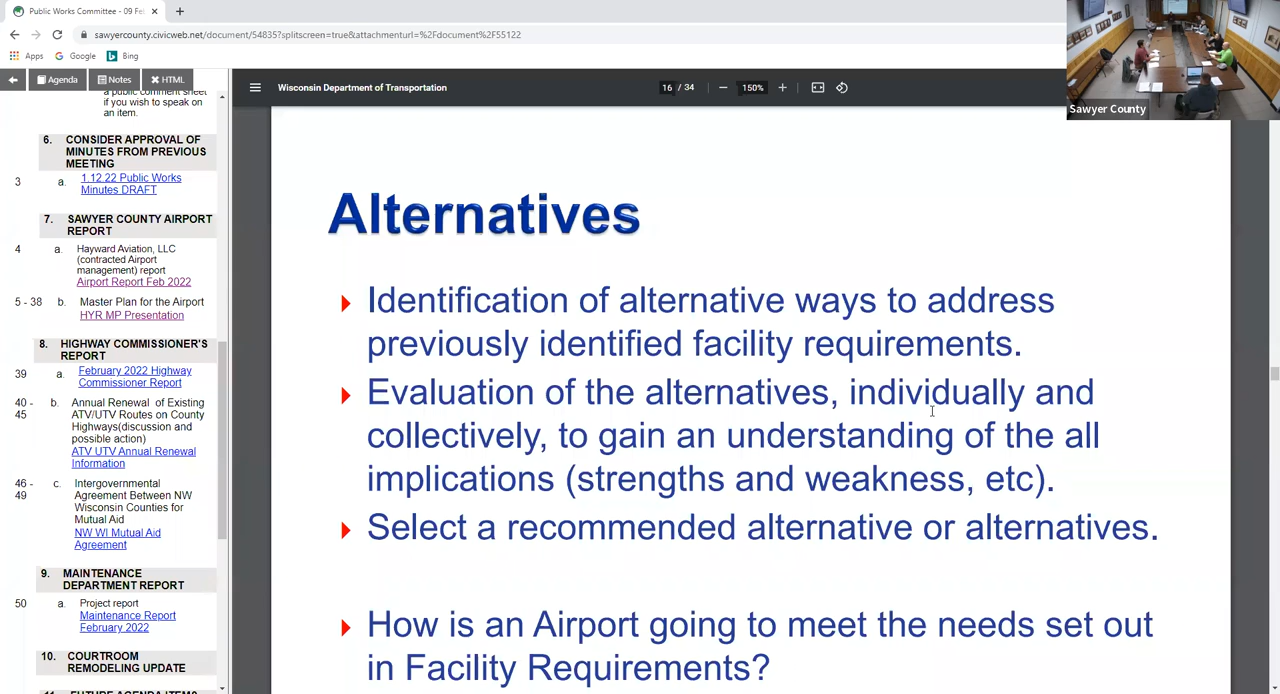 Public Works Committee - 09 Fe
sawyercounty.civicweb.net/document/54835?splitscreen=true&attachmenturl=%2Fdocument%2F55122
Apps Google Bing
Agenda Notes HTML
Wisconsin Department of Transportation
16 / 34
150%
Sawyer County
a public comment sheet
if you wish to speak on
an item.
6. CONSIDER APPROVAL OF
MINUTES FROM PREVIOUS
MEETING
3 a. 1.12.22 Public Works
Minutes DRAFT
7. SAWYER COUNTY AIRPORT
REPORT
4 a. Hayward Aviation, LLC
(contracted Airport
management) report
Airport Report Feb 2022
5 - 38 b. Master Plan for the Airport
HYR MP Presentation
8. HIGHWAY COMMISSIONER'S
REPORT
39 a. February 2022 Highway
Commissioner Report
40 - b. Annual Renewal of Existing
45 ATV/UTV Routes on County
Highways(discussion and
possible action)
ATV UTV Annual Renewal
Information
46 - c. Intergovernmental
49 Agreement Between NW
Wisconsin Counties for
Mutual Aid
NW WI Mutual Aid
Agreement
9. MAINTENANCE
DEPARTMENT REPORT
50 a. Project report
Maintenance Report
February 2022
10. COURTROOM
REMODELING UPDATE
11. FUTURE AGENDA ITEMS
Alternatives
Identification of alternative ways to address
previously identified facility requirements.
Evaluation of the alternatives, individually and
collectively, to gain an understanding of the all
implications (strengths and weakness, etc).
Select a recommended alternative or alternatives.
How is an Airport going to meet the needs set out
in Facility Requirements?